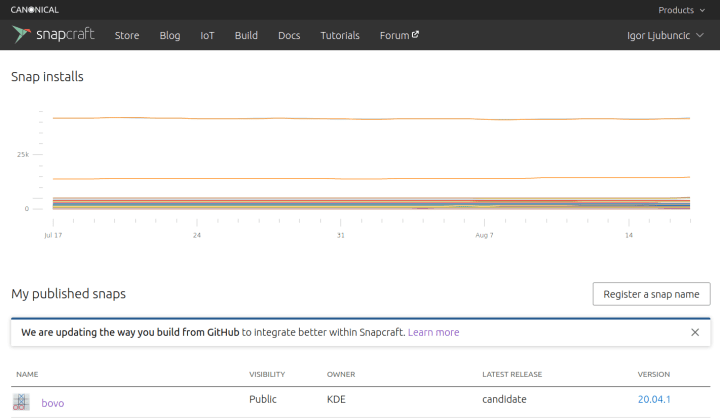 CANONICAL Products
snapcraft Store Blog IoT Build Docs Tutorials Forum Igor Ljubuncic
Snap installs
25k
0
Jul 17 24 31 Aug 7 14
My published snaps Register a snap name
We are updating the way you build from GitHub to integrate better within Snapcraft. Learn more
NAME VISIBILITY OWNER LATEST RELEASE VERSION
bovo Public KDE candidate 20.04.1